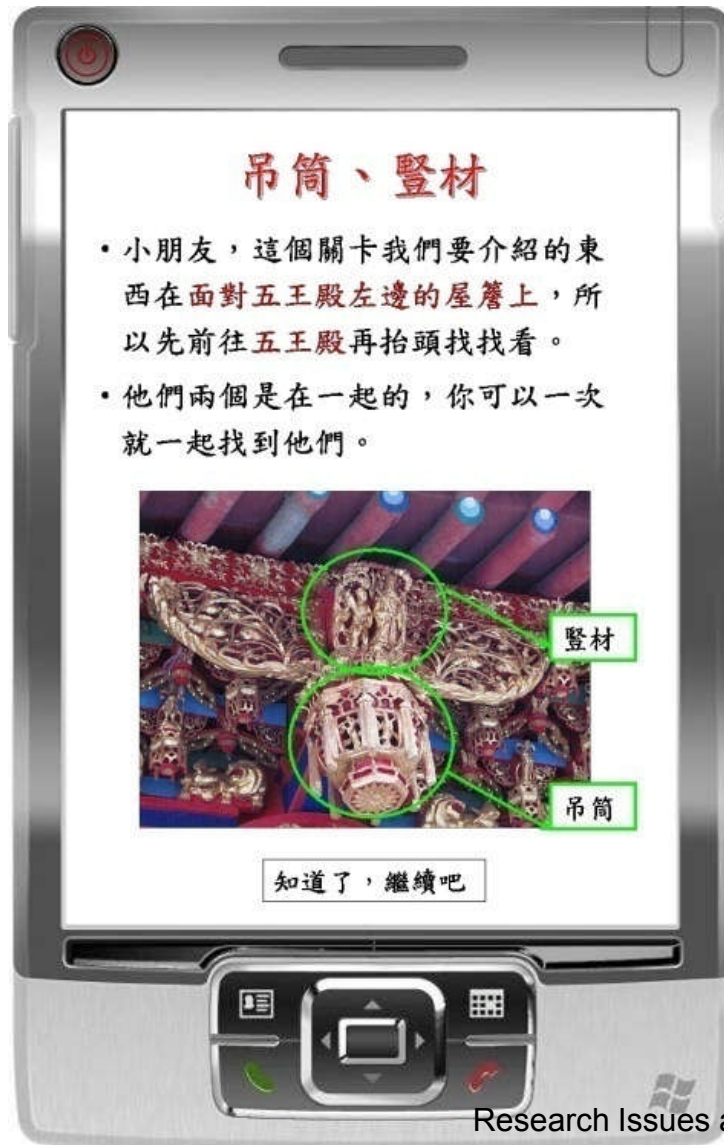 吊筒、豎材
•小朋友，這個關卡我們要介紹的東
西在面對五王殿左邊的屋簷上，所
以先前往五王殿再抬頭找找看。
•他們兩個是在一起的，你可以一次
就一起找到他們。
豎材
吊筒
知道了，繼續吧
Research Issues a